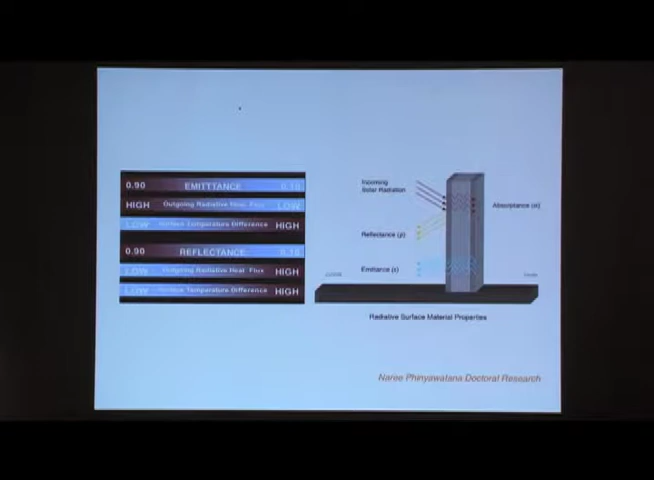 0.90 EMITTANCE 0.10
HIGH Outgoing Radiative Heat Flux LOW
LOW Surface Temperature Difference HIGH
0.90 REFLECTANCE 0.10
LOW Outgoing Radiative Heat Flux HIGH
LOW Surface Temperature Difference HIGH
Incoming
Solar Radiation
Absorptance (α)
Reflectance (ρ)
Emittance (ε)
Radiative Surface Material Properties
Naree Phinyawatana Doctoral Research